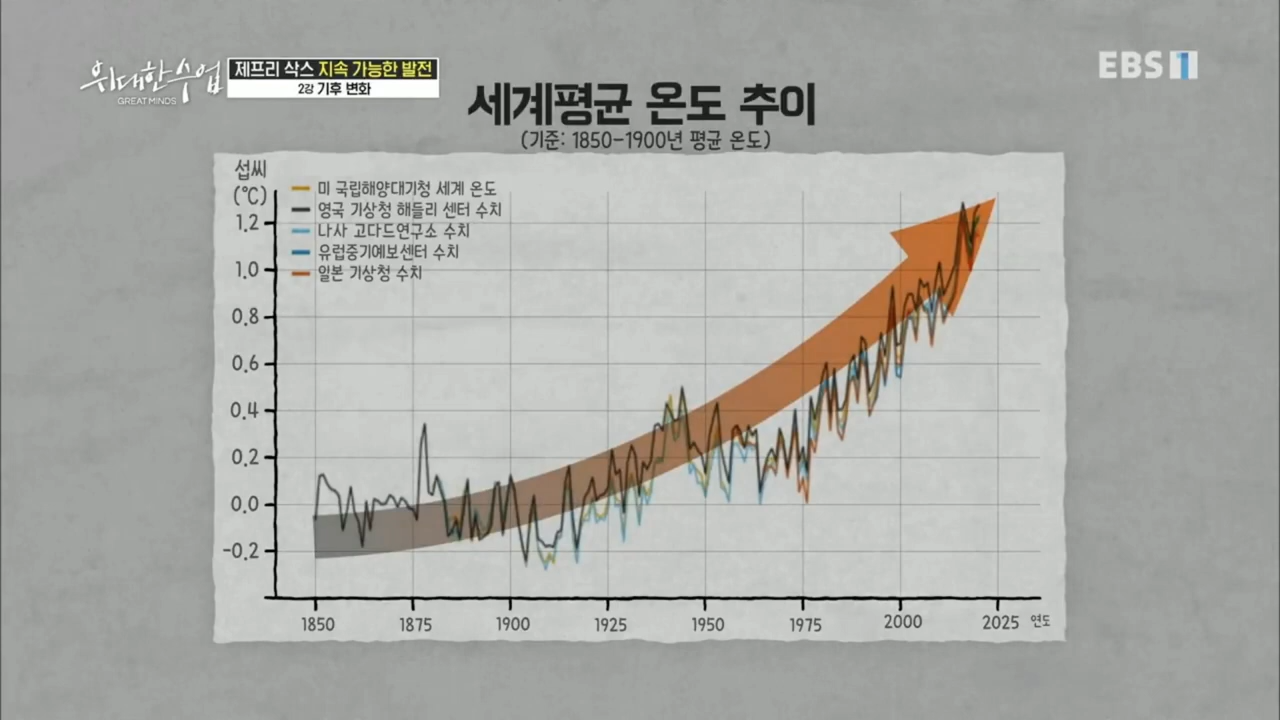 위대한수업
GREAT MINDS
제프리 삭스 지속 가능한 발전
2강 기후 변화
EBS 1
세계평균 온도 추이
(기준: 1850-1900년 평균 온도)
섭씨
(℃)
미 국립해양대기청 세계 온도
영국 기상청 해들리 센터 수치
나사 고다드연구소 수치
유럽중기예보센터 수치
일본 기상청 수치
1.2
1.0
0.8
0.6
0.4
0.2
0.0
-0.2
1850 1875 1900 1925 1950 1975 2000 2025 연도